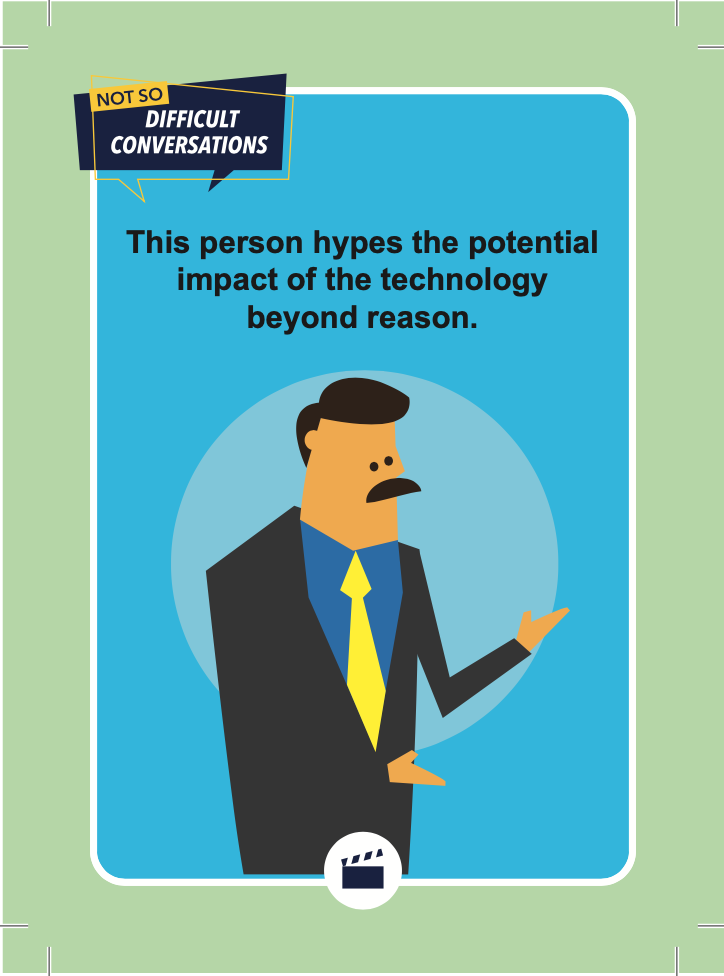 NOT SO
DIFFICULT
CONVERSATIONS
This person hypes the potential
impact of the technology
beyond reason.